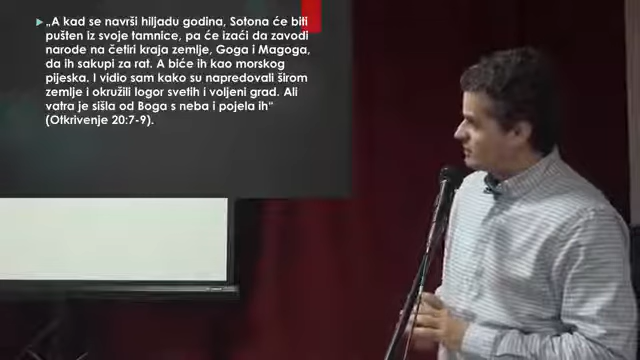 „A kad se navrši hiljadu godina, Sotona će biti
pušten iz svoje tamnice, pa će izaći da zavodi
narode na četiri kraja zemlje, Goga i Magoga,
da ih sakupi za rat. A biće ih kao morskog
pijeska. I vidio sam kako su napredovali širom
zemlje i okružili logor svetih i voljeni grad. Ali
vatra je sišla od Boga s neba i pojela ih“
(Otkrivenje 20:7-9).